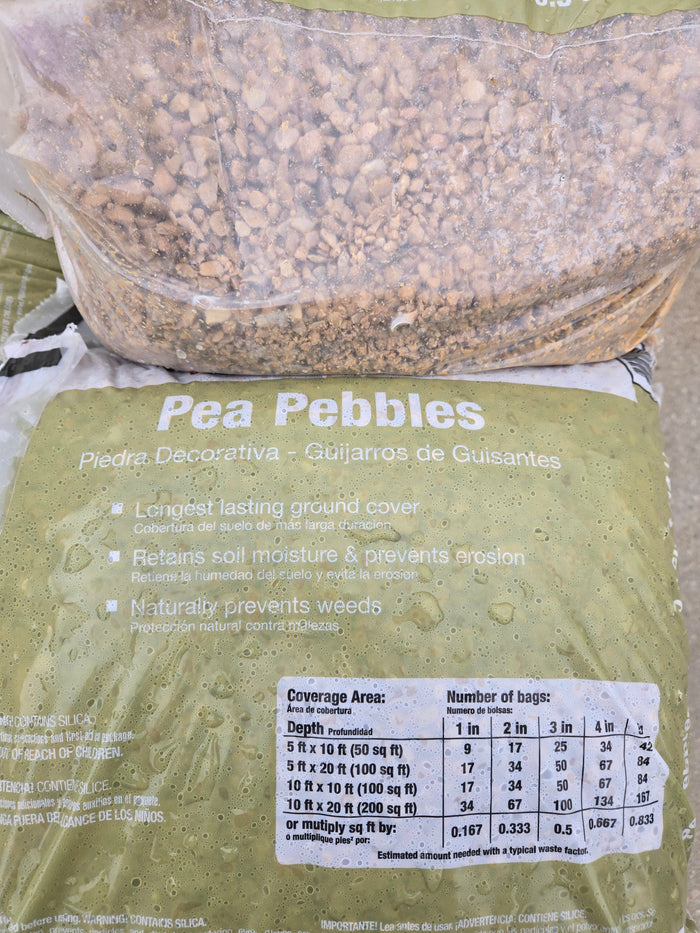 Pea Pebbles
Piedra Decorativa - Guijarros de Guisantes
Longest lasting ground cover
Cobertura del suelo de más larga duración
Retains soil moisture & prevents erosion
Retiene la humedad del suelo y evita la erosión
Naturally prevents weeds
Protección natural contra malezas
Coverage Area: Number of bags:
Área de cobertura Numero de bolsas:
Depth Profundidad 1 in 2 in 3 in 4 in
5 ft x 10 ft (50 sq ft) 9 17 25 34 42
5 ft x 20 ft (100 sq ft) 17 34 50 67 84
10 ft x 10 ft (100 sq ft) 17 34 50 67 84
10 ft x 20 ft (200 sq ft) 34 67 100 134 167
or mutiply sq ft by: 0.167 0.333 0.5 0.667 0.833
o multiplique pies² por:
Estimated amount needed with a typical waste factor.
CONTAINS SILICA
OF REACH OF CHILDREN.
CONTIENE SILICE.
FUERA DEL ALCANCE DE LOS NIÑOS.
before using. WARNING: CONTAINS SILICA.
IMPORTANTE! Lea antes de usar. ¡ADVERTENCIA: CONTIENE SILICE.